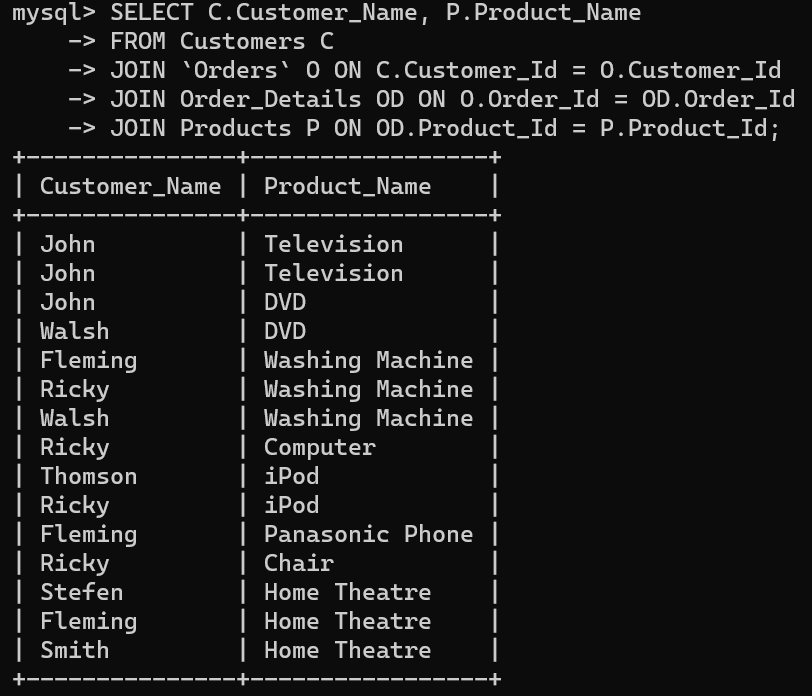 mysql> SELECT C.Customer_Name, P.Product_Name
    -> FROM Customers C
    -> JOIN `Orders` O ON C.Customer_Id = O.Customer_Id
    -> JOIN Order_Details OD ON O.Order_Id = OD.Order_Id
    -> JOIN Products P ON OD.Product_Id = P.Product_Id;
+---------------+-----------------+
| Customer_Name | Product_Name    |
+---------------+-----------------+
| John          | Television      |
| John          | Television      |
| John          | DVD             |
| Walsh         | DVD             |
| Fleming       | Washing Machine |
| Ricky         | Washing Machine |
| Walsh         | Washing Machine |
| Ricky         | Computer        |
| Thomson       | iPod            |
| Ricky         | iPod            |
| Fleming       | Panasonic Phone |
| Ricky         | Chair           |
| Stefen        | Home Theatre    |
| Fleming       | Home Theatre    |
| Smith         | Home Theatre    |
+---------------+-----------------+